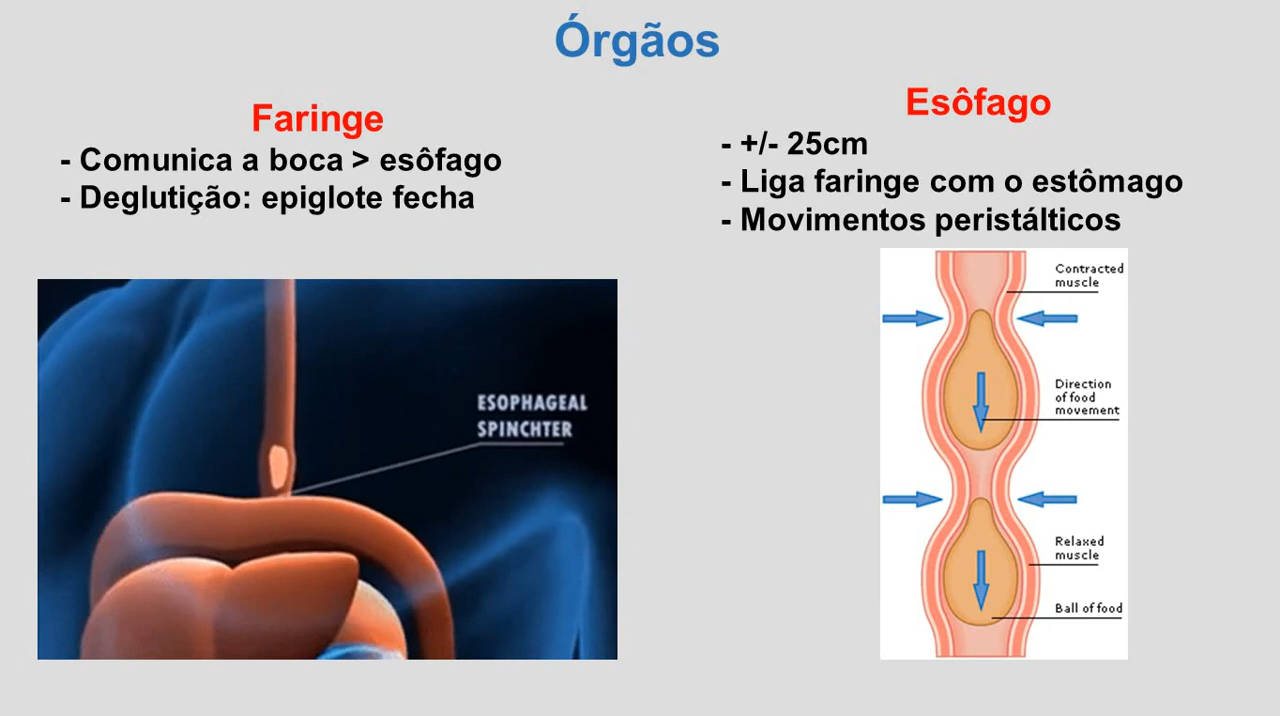 Órgãos
Faringe
- Comunica a boca > esôfago
- Deglutição: epiglote fecha
Esôfago
- +/- 25cm
- Liga faringe com o estômago
- Movimentos peristálticos
ESOPHAGEAL
SPINCHTER
Contracted
muscle
Direction
of food
movement
Relaxed
muscle
Ball of food